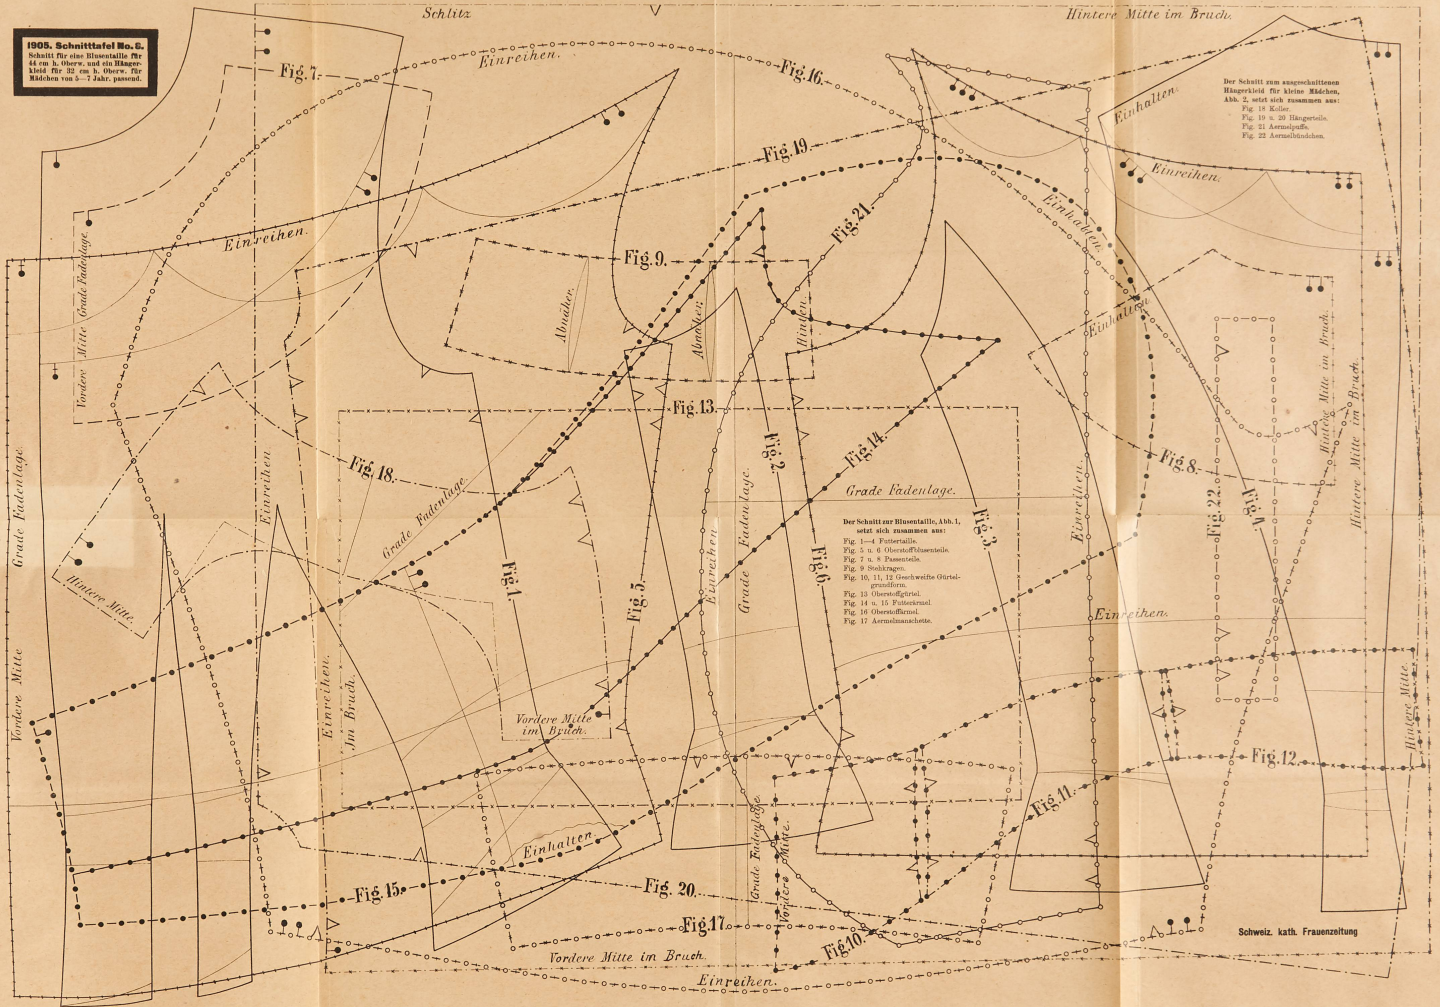 Schlitz
Hintere Mitte im Bruch.
1905. Schnitttafel No. 6.
Schnitt für eine Blusentaille für
44 cm h. Oberw. und ein Hänger-
kleid für 32 cm h. Oberw. für
Mädchen von 5—7 Jahr. passend.
Fig. 7.
Einreihen.
Fig. 16.
Der Schnitt zum ausgeschnittenen
Hängerkleid für kleine Mädchen,
Abb. 2, setzt sich zusammen aus:
Fig. 18 Koller.
Fig. 19 u. 20 Hängerteile.
Fig. 21 Aermelpuffe.
Fig. 22 Aermelbündchen.
Einhalten.
Fig. 19.
Einreihen.
Einhalten.
Fig. 21.
Einreihen.
Vordere Mitte Grade Fadenlage.
Fig. 9.
Abnäher.
Abnäher.
Hinten.
Einhalten.
Hintere Mitte im Bruch.
Hintere Mitte im Bruch.
Fig. 13.
Fig. 18.
Fig. 2.
Fig. 14.
Fig. 8.
Grade Fadenlage.
Einreihen
Grade Fadenlage.
Grade Fadenlage.
Grade Fadenlage.
Einreihen
Einreihen.
Fig. 3.
Fig. 22.
Fig. 4.
Der Schnitt zur Blusentaille, Abb. 1,
setzt sich zusammen aus:
Fig. 1—4 Futtertaille.
Fig. 5 u. 6 Oberstoffblusenteile.
Fig. 7 u. 8 Passenteile.
Fig. 9 Stehkragen.
Fig. 10, 11, 12 Geschweifte Gürtel-
grundform.
Fig. 13 Oberstoffgürtel.
Fig. 14 u. 15 Futterärmel.
Fig. 16 Oberstoffärmel.
Fig. 17 Aermelmanschette.
Fig. 1.
Fig. 5.
Fig. 6.
Hintere Mitte.
Einreihen.
Vordere Mitte
Einreihen.
Im Bruch.
Vordere Mitte
im Bruch.
Hintere Mitte.
Fig. 12.
Fig. 11.
Einhalten.
Grade Fadenlage.
Vordere Mitte.
Fig. 15.
Fig. 20.
Fig. 17.
Fig. 10.
Schweiz. kath. Frauenzeitung
Vordere Mitte im Bruch.
Einreihen.